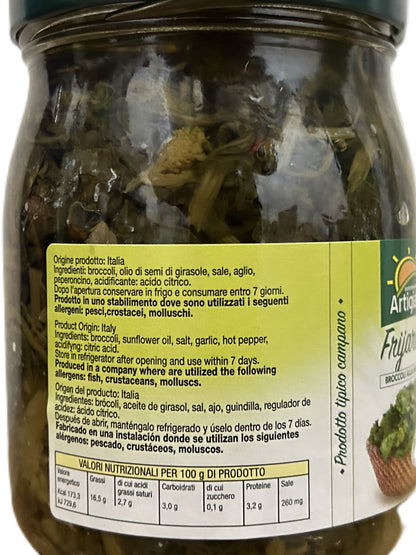 Origine prodotto: Italia
Ingredienti: broccoli, olio di semi di girasole, sale, aglio,
peperoncino, acidificante: acido citrico.
Dopo l'apertura conservare in frigo e consumare entro 7 giorni.
Prodotto in uno stabilimento dove sono utilizzati i seguenti
allergeni: pesci,crostacei, molluschi.
Product Origin: Italy
Ingredients: broccoli, sunflower oil, salt, garlic, hot pepper,
acidifyng: citric acid.
Store in refrigerator after opening and use within 7 days.
Produced in a company where are utilized the following
allergens: fish, crustaceans, molluscs.
Origen del producto: Italia
Ingredientes: brócoli, aceite de girasol, sal, ajo, guindilla, regulador de
acidez: ácido cítrico.
Después de abrir, manténgalo refrigerado y úselo dentro de los 7 días.
Fabricado en una instalación donde se utilizan los siguientes
alérgenos: pescado, crustáceos, moluscos.
VALORI NUTRIZIONALI PER 100 g DI PRODOTTO
Valore energetico Kcal 173,3 kJ 729,6
Grassi 16,5 g
di cui acidi grassi saturi 2,7 g
Carboidrati 3,0 g
di cui zucchero 0,1 g
Proteine 3,2 g
Sale 260 mg
• Prodotto tipico campano •
Artig
Frijar
BROCCOLI